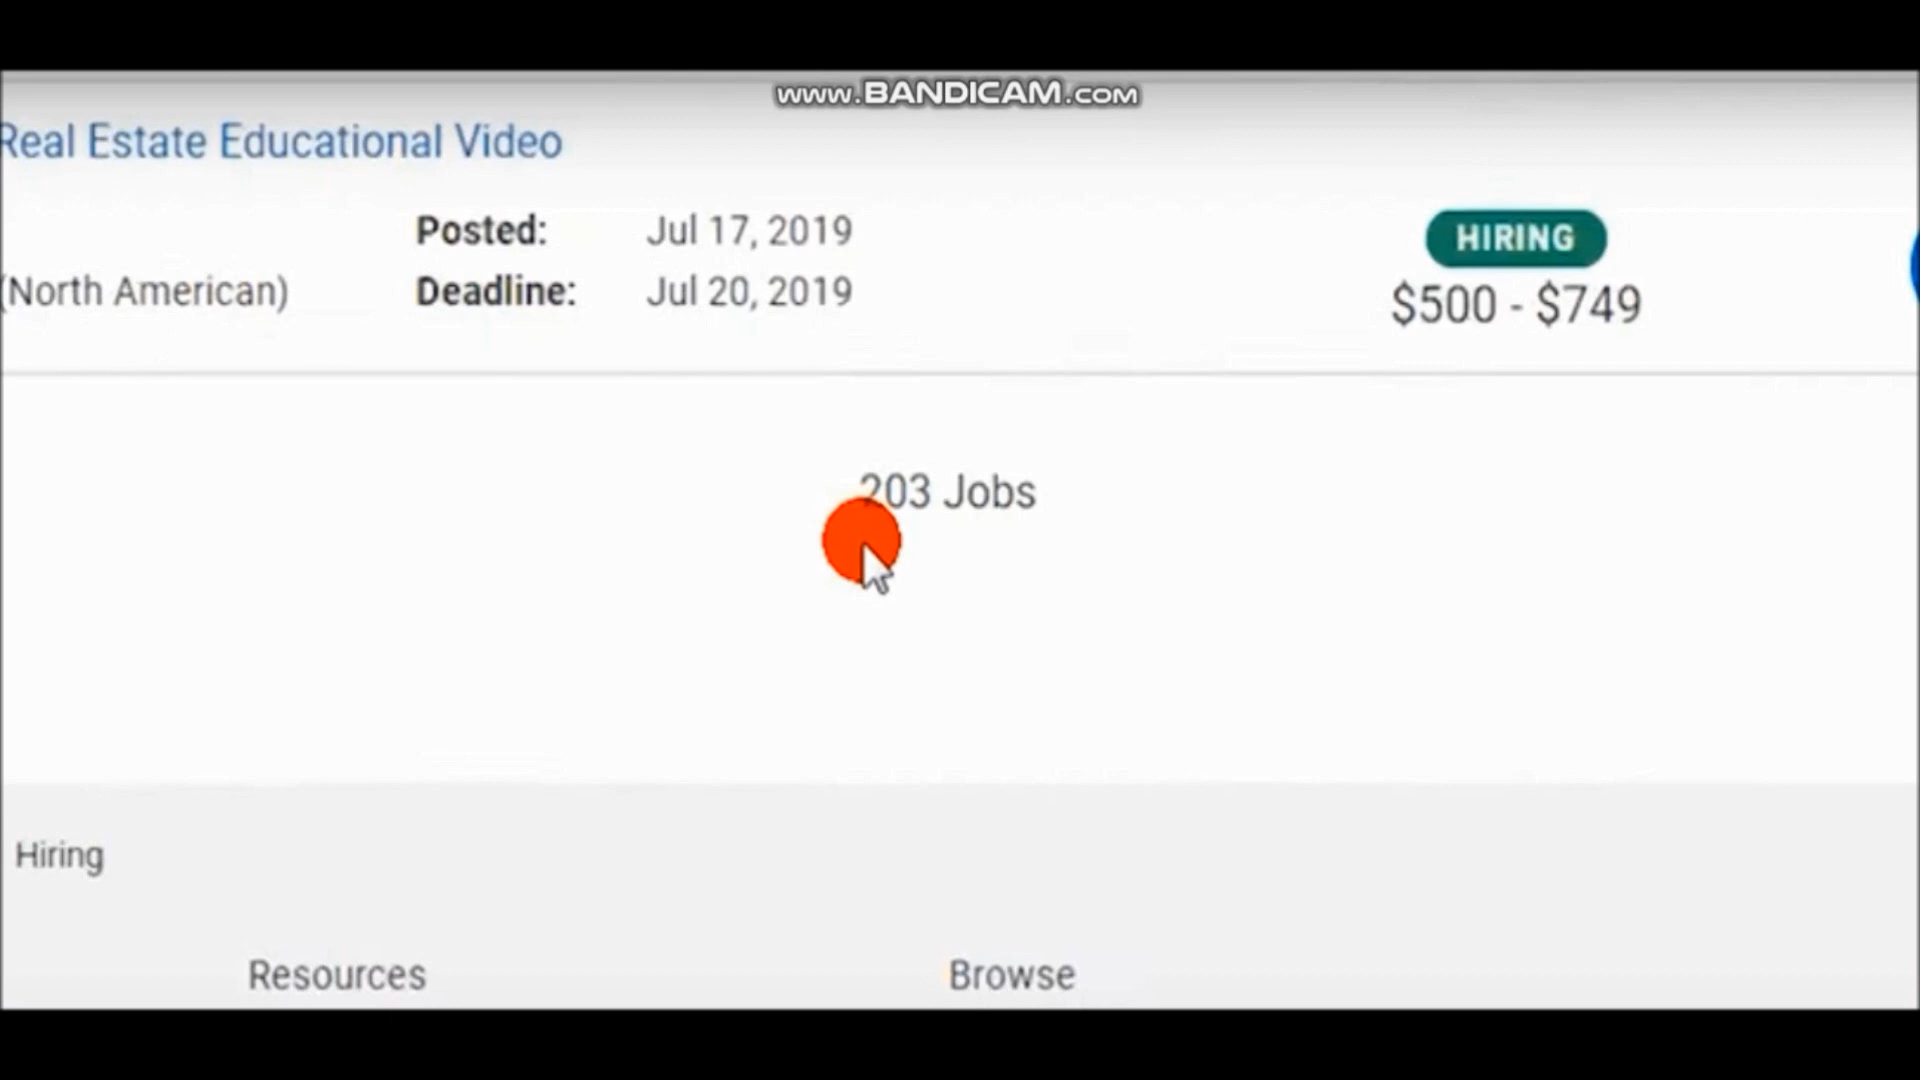 www.BANDICAM.com
Real Estate Educational Video
Posted: Jul 17, 2019
HIRING
(North American) Deadline: Jul 20, 2019
$500 - $749
203 Jobs
Hiring
Resources Browse